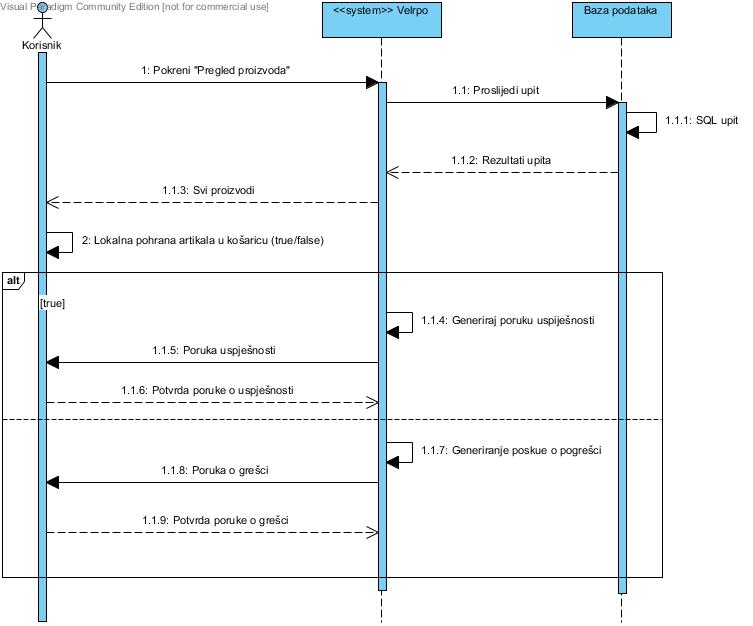 Visual Paradigm Community Edition [not for commercial use]
<<system>> Velrpo
Baza podataka
Korisnik
1: Pokreni "Pregled proizvoda"
1.1: Proslijedi upit
1.1.1: SQL upit
1.1.2: Rezultati upita
1.1.3: Svi proizvodi
2: Lokalna pohrana artikala u košaricu (true/false)
alt
[true]
1.1.4: Generiraj poruku uspiješnosti
1.1.5: Poruka uspješnosti
1.1.6: Potvrda poruke o uspješnosti
1.1.7: Generiranje poskue o pogrešci
1.1.8: Poruka o grešci
1.1.9: Potvrda poruke o grešci